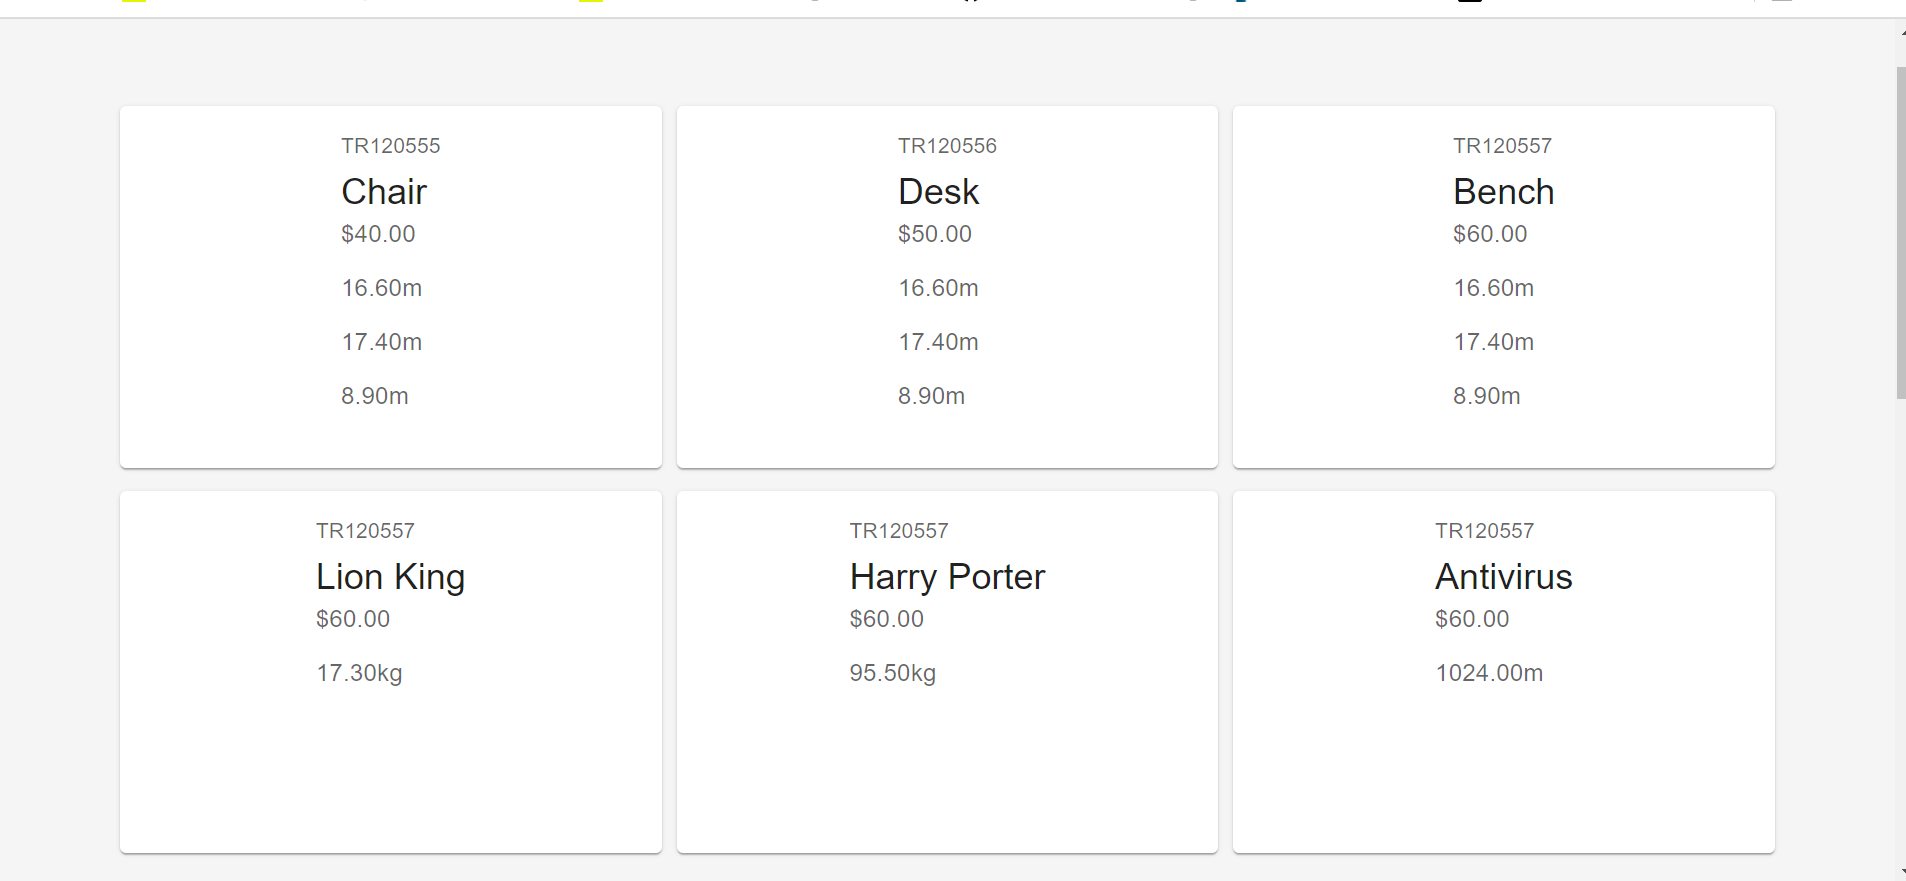 TR120555
Chair
$40.00
16.60m
17.40m
8.90m
TR120556
Desk
$50.00
16.60m
17.40m
8.90m
TR120557
Bench
$60.00
16.60m
17.40m
8.90m
TR120557
Lion King
$60.00
17.30kg
TR120557
Harry Porter
$60.00
95.50kg
TR120557
Antivirus
$60.00
1024.00m